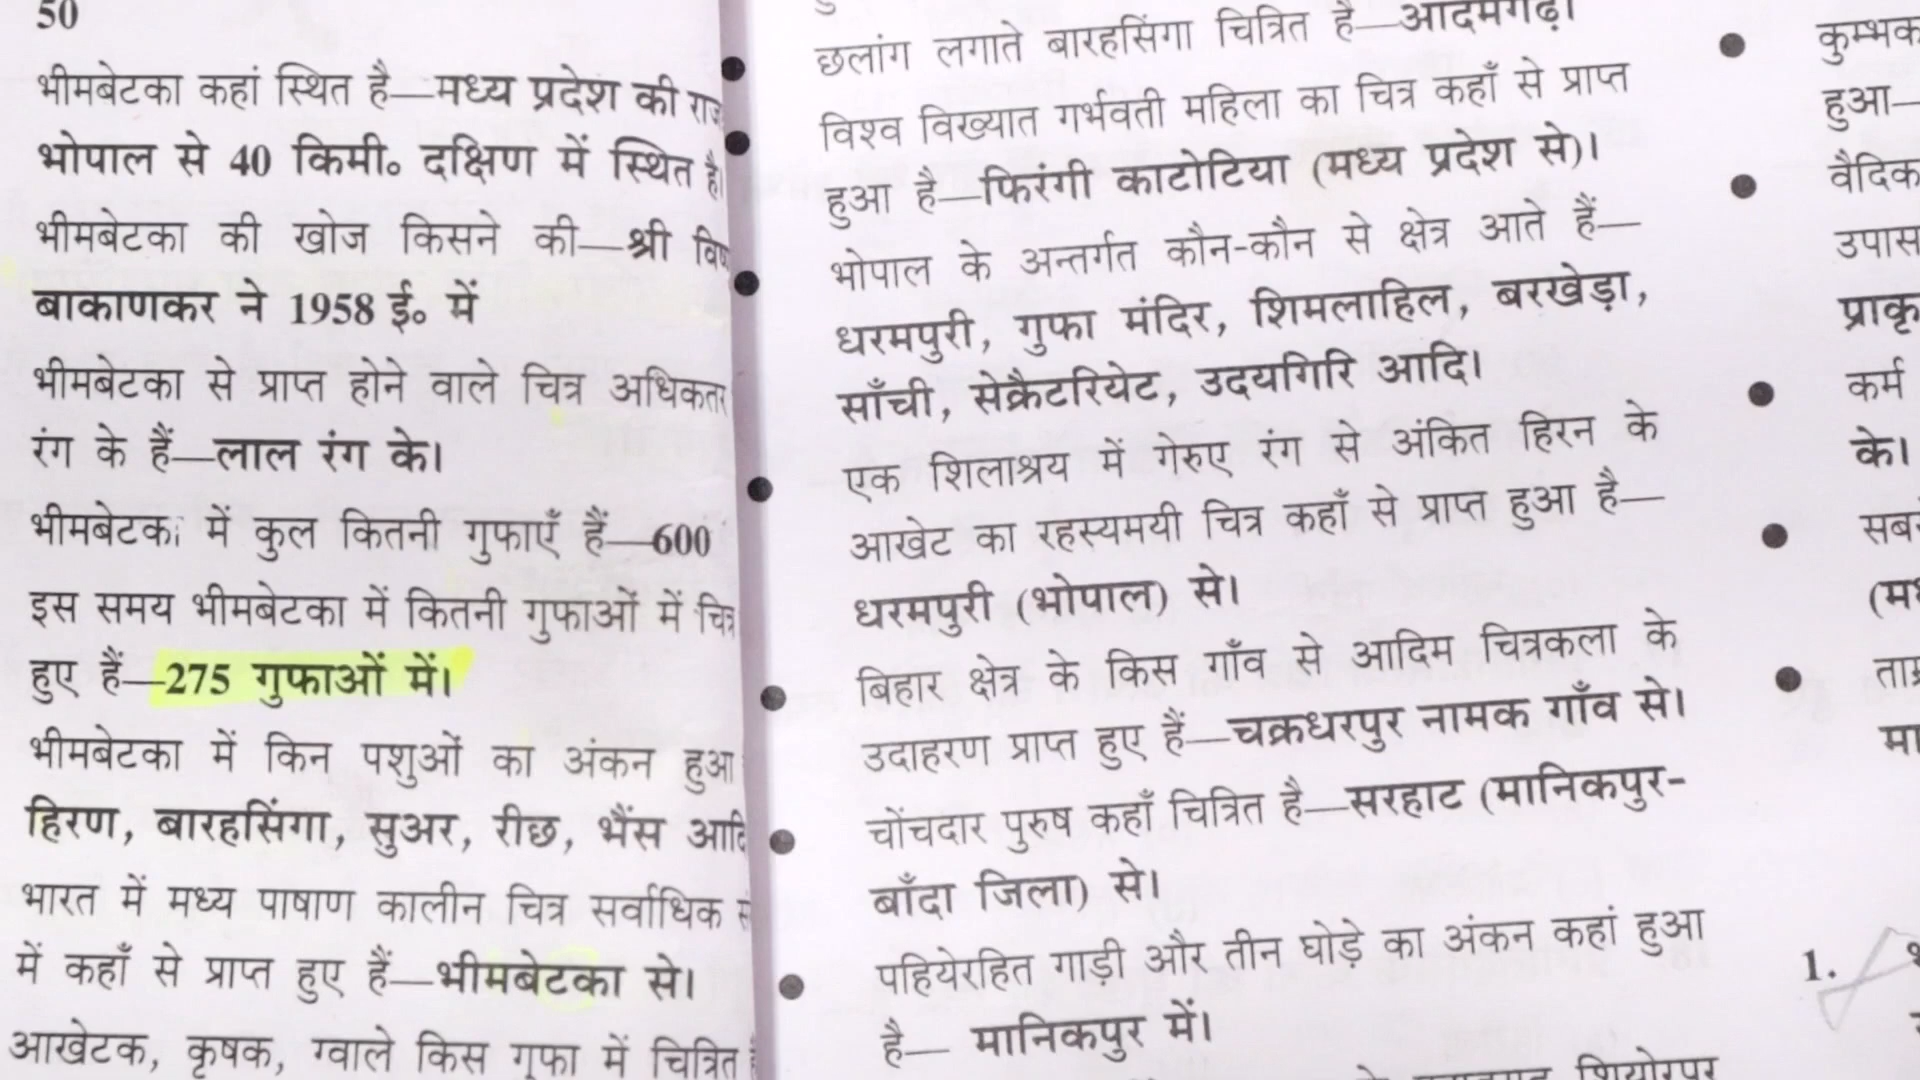 50
भीमबेटका कहां स्थित है—मध्य प्रदेश की
भोपाल से 40 किमी० दक्षिण में स्थित है।
भीमबेटका की खोज किसने की—श्री
बाकाणकर ने 1958 ई० में
भीमबेटका से प्राप्त होने वाले चित्र अधिकतर
रंग के हैं—लाल रंग के।
भीमबेटका में कुल कितनी गुफाएँ हैं—600
इस समय भीमबेटका में कितनी गुफाओं में
हुए हैं—275 गुफाओं में।
भीमबेटका में किन पशुओं का अंकन हुआ
हिरण, बारहसिंगा, सुअर, रीछ, भैंस आदि
भारत में मध्य पाषाण कालीन चित्र सर्वाधिक
में कहाँ से प्राप्त हुए हैं—भीमबेटका से।
आखेटक, कृषक, ग्वाले किस गुफा में चित्रित
छलांग लगाते बारहसिंगा चित्रित है—आदमगढ़।
विश्व विख्यात गर्भवती महिला का चित्र कहाँ से प्राप्त
हुआ है—फिरंगी काटोटिया (मध्य प्रदेश से)।
भोपाल के अन्तर्गत कौन-कौन से क्षेत्र आते हैं—
धरमपुरी, गुफा मंदिर, शिमलाहिल, बरखेड़ा,
साँची, सेक्रैटरियेट, उदयगिरि आदि।
एक शिलाश्रय में गेरुए रंग से अंकित हिरन के
आखेट का रहस्यमयी चित्र कहाँ से प्राप्त हुआ है—
धरमपुरी (भोपाल) से।
बिहार क्षेत्र के किस गाँव से आदिम चित्रकला के
उदाहरण प्राप्त हुए हैं—चक्रधरपुर नामक गाँव से।
चोंचदार पुरुष कहाँ चित्रित है—सरहाट (मानिकपुर-
बाँदा जिला) से।
पहियेरहित गाड़ी और तीन घोड़े का अंकन कहां हुआ
है— मानिकपुर में।
हुआ—
वैदिक
कर्म
के।
1.